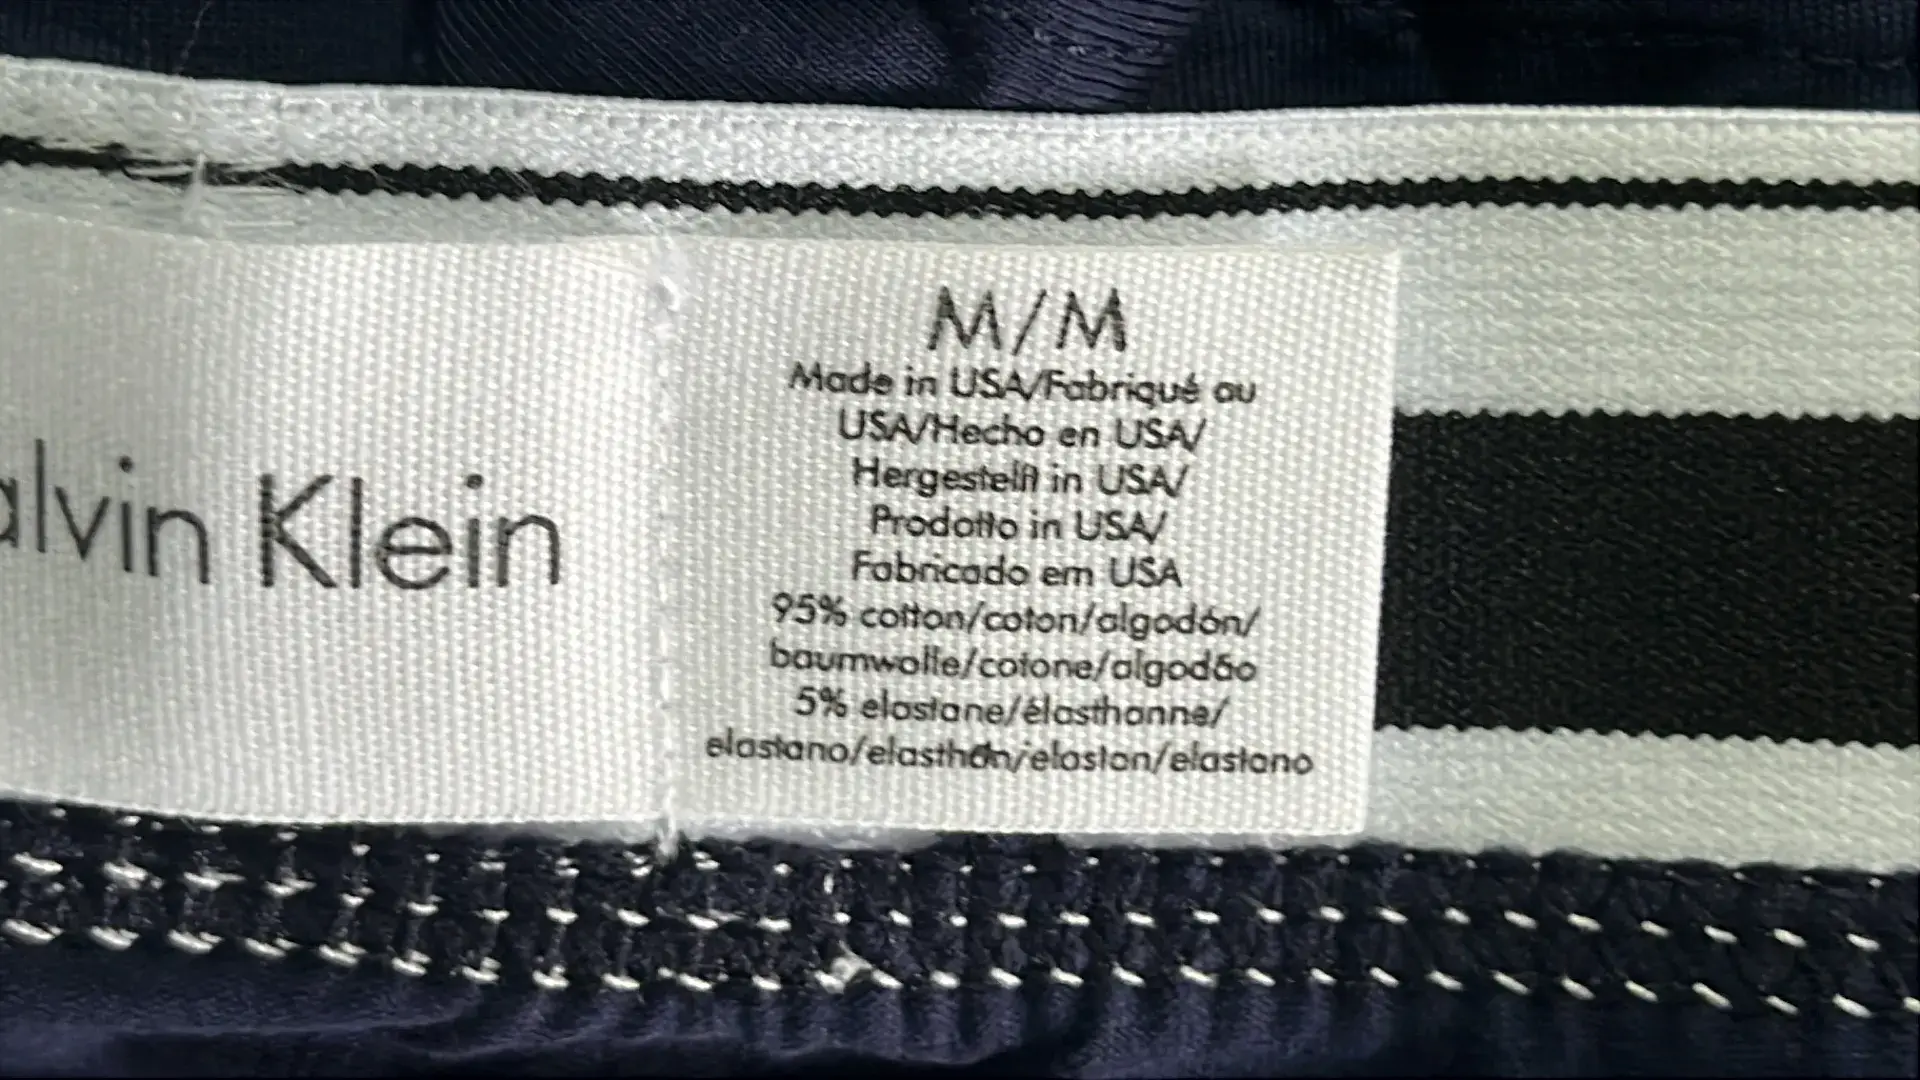 alvin Klein
M/M
Made in USA/Fabriqué au
USA/Hecho en USA/
Hergestellt in USA/
Prodotto in USA/
Fabricado em USA
95% cotton/coton/algodón/
baumwolle/cotone/algodão
5% elastane/élasthanne/
elastano/elasthan/elastan/elastano